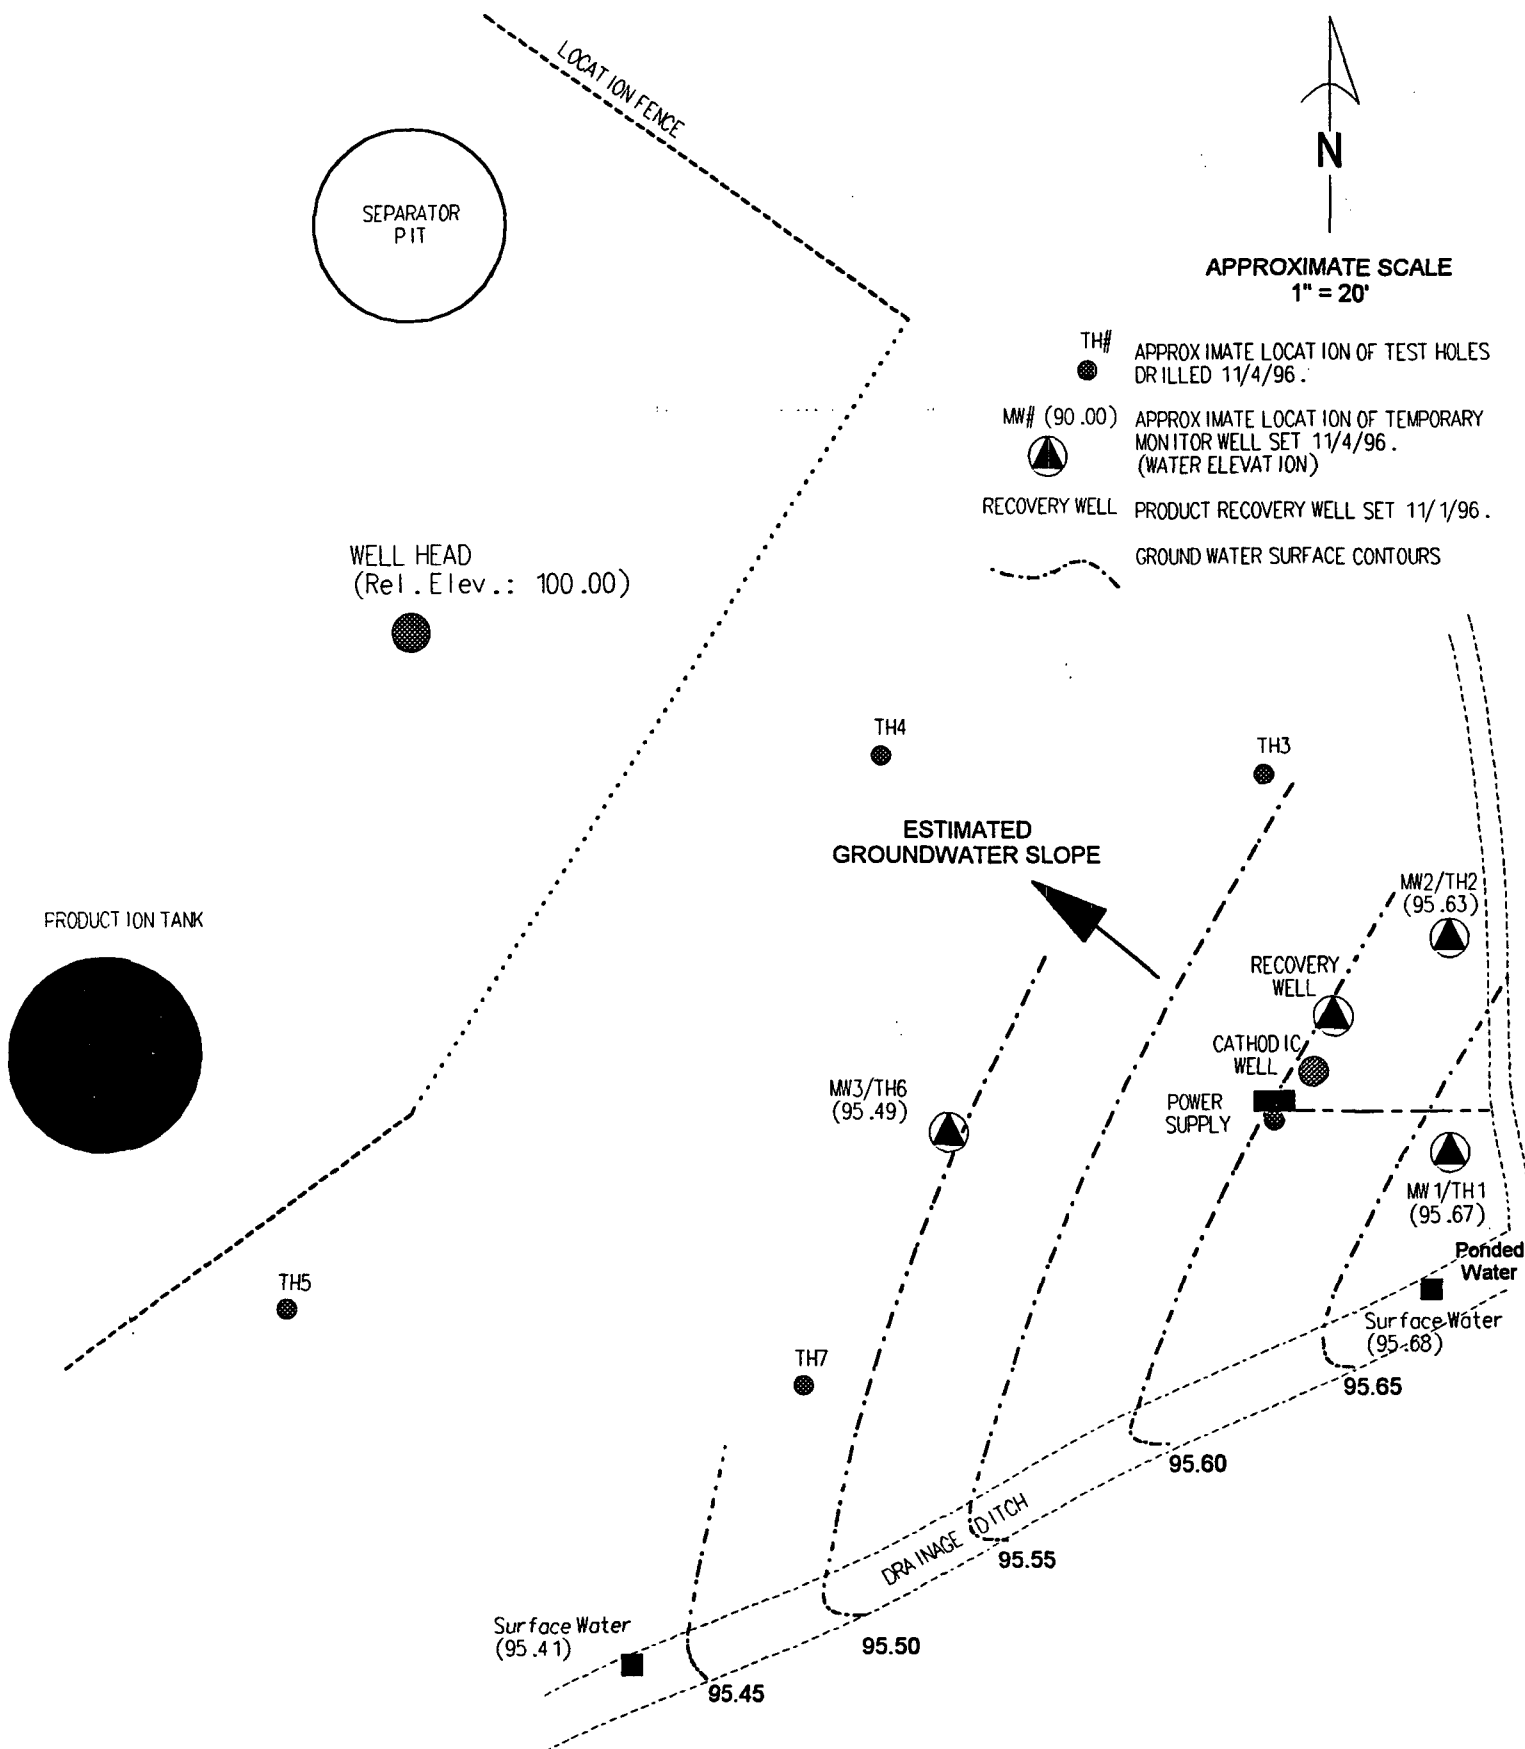 LOCATION FENCE
SEPARATOR
PIT
N
APPROXIMATE SCALE
1" = 20'
TH#
APPROXIMATE LOCATION OF TEST HOLES
DRILLED 11/4/96.
MW# (90.00)
APPROXIMATE LOCATION OF TEMPORARY
MONITOR WELL SET 11/4/96.
(WATER ELEVATION)
RECOVERY WELL
PRODUCT RECOVERY WELL SET 11/1/96.
GROUND WATER SURFACE CONTOURS
WELL HEAD
(Rel.Elev.: 100.00)
TH4
TH3
ESTIMATED
GROUNDWATER SLOPE
MW2/TH2
(95.63)
PRODUCTION TANK
RECOVERY
WELL
CATHODIC
WELL
MW3/TH6
(95.49)
POWER
SUPPLY
MW1/TH1
(95.67)
Ponded
Water
TH5
Surface Water
(95.68)
TH7
95.65
95.60
DRAINAGE DITCH
95.55
Surface Water
(95.41)
95.50
95.45